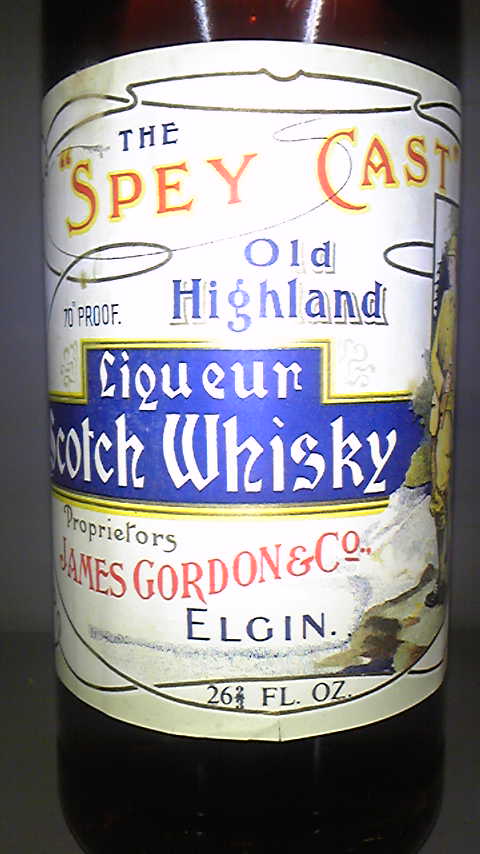 THE
"SPEY CAST"
Old
Highland
70° PROOF.
Liqueur
Scotch Whisky
Proprietors
JAMES GORDON & Co.,
ELGIN.
26⅔ FL. OZ.